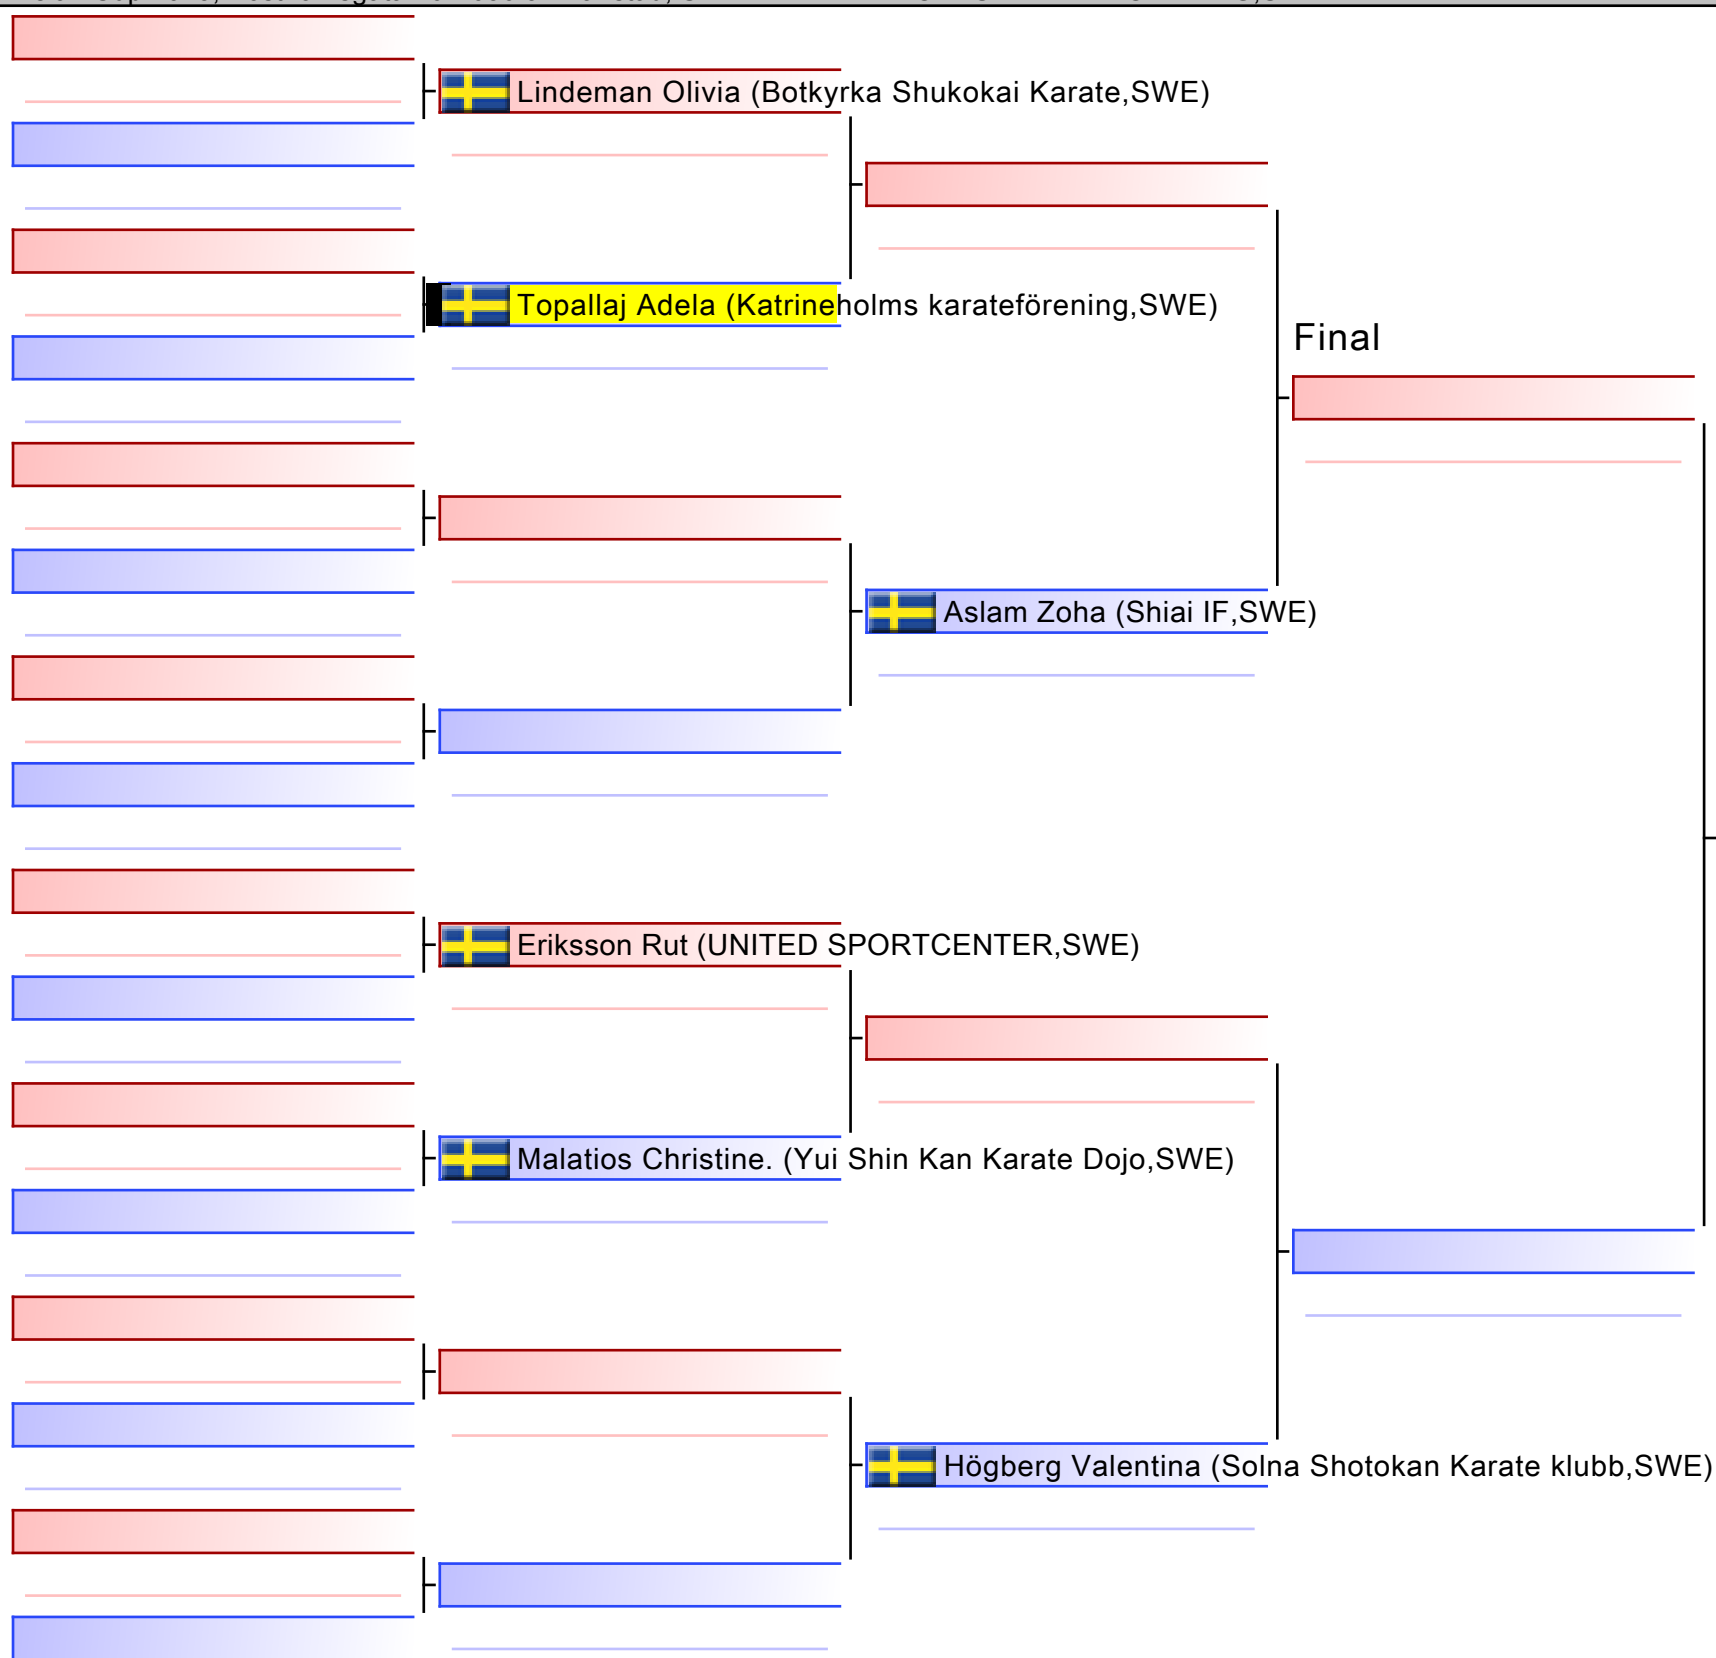 Lindeman Olivia (Botkyrka Shukokai Karate,SWE)
Topallaj Adela (Katrineholms karateförening,SWE)
Final
Aslam Zoha (Shiai IF,SWE)
Eriksson Rut (UNITED SPORTCENTER,SWE)
Malatios Christine. (Yui Shin Kan Karate Dojo,SWE)
Högberg Valentina (Solna Shotokan Karate klubb,SWE)